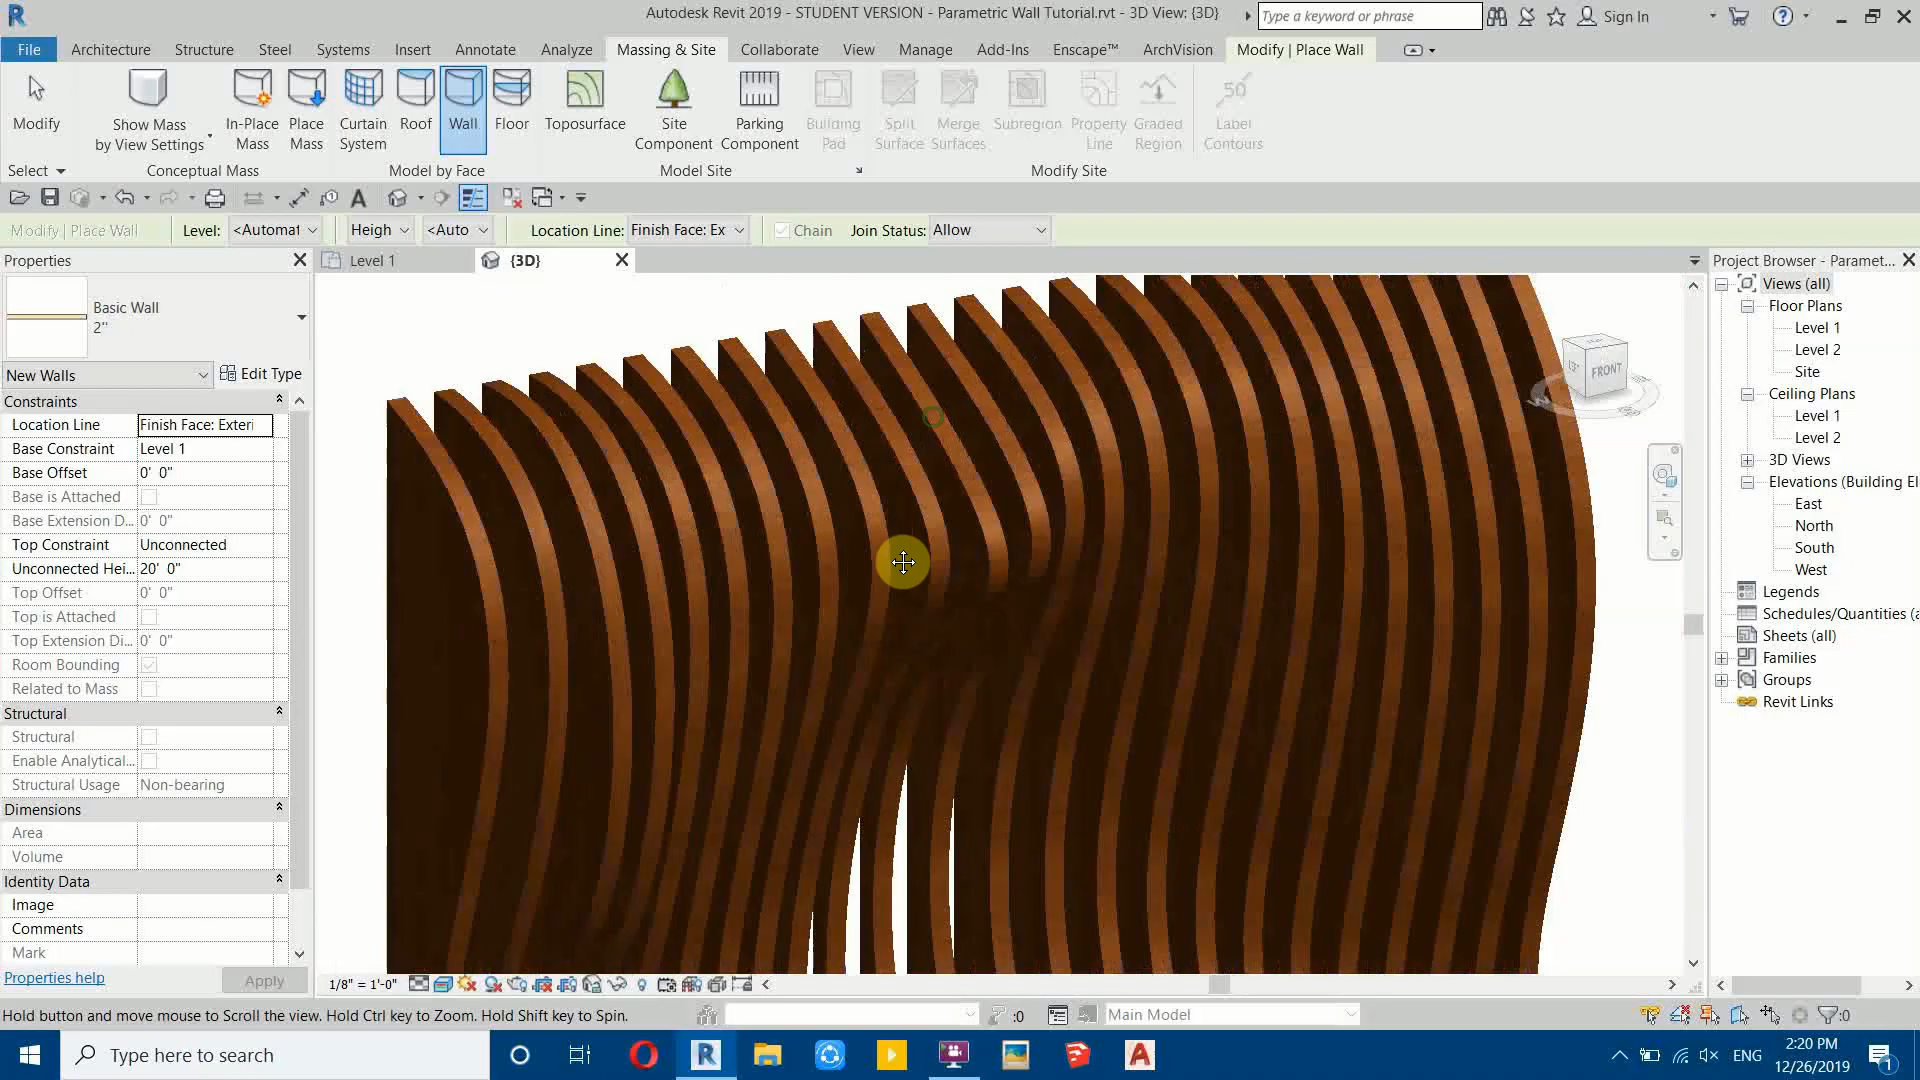 Autodesk Revit 2019 - STUDENT VERSION - Parametric Wall Tutorial.rvt - 3D View: {3D}
Type a keyword or phrase
Sign In
File Architecture Structure Steel Systems Insert Annotate Analyze Massing & Site Collaborate View Manage Add-Ins Enscape™ ArchVision Modify | Place Wall
Modify
Show Mass by View Settings
In-Place Mass
Place Mass
Curtain System
Roof
Wall
Floor
Toposurface
Site Component
Parking Component
Building Pad
Split Surface
Merge Surfaces
Subregion
Property Line
Graded Region
50
Label Contours
Select
Conceptual Mass
Model by Face
Model Site
Modify Site
Modify | Place Wall Level: <Automat Heigh <Auto Location Line: Finish Face: Ex Chain Join Status: Allow
Properties
Level 1
{3D}
Project Browser - Paramet...
Basic Wall
2"
New Walls
Edit Type
Constraints
Location Line Finish Face: Exteri
Base Constraint Level 1
Base Offset 0' 0"
Base is Attached
Base Extension D... 0' 0"
Top Constraint Unconnected
Unconnected Hei... 20' 0"
Top Offset 0' 0"
Top is Attached
Top Extension Di... 0' 0"
Room Bounding
Related to Mass
Structural
Structural
Enable Analytical...
Structural Usage Non-bearing
Dimensions
Area
Volume
Identity Data
Image
Comments
Mark
Properties help
Apply
FRONT
Views (all)
Floor Plans
Level 1
Level 2
Site
Ceiling Plans
Level 1
Level 2
3D Views
Elevations (Building El
East
North
South
West
Legends
Schedules/Quantities (a
Sheets (all)
Families
Groups
Revit Links
1/8" = 1'-0"
Hold button and move mouse to Scroll the view. Hold Ctrl key to Zoom. Hold Shift key to Spin.
:0
Main Model
:0
Type here to search
ENG
2:20 PM
12/26/2019
1